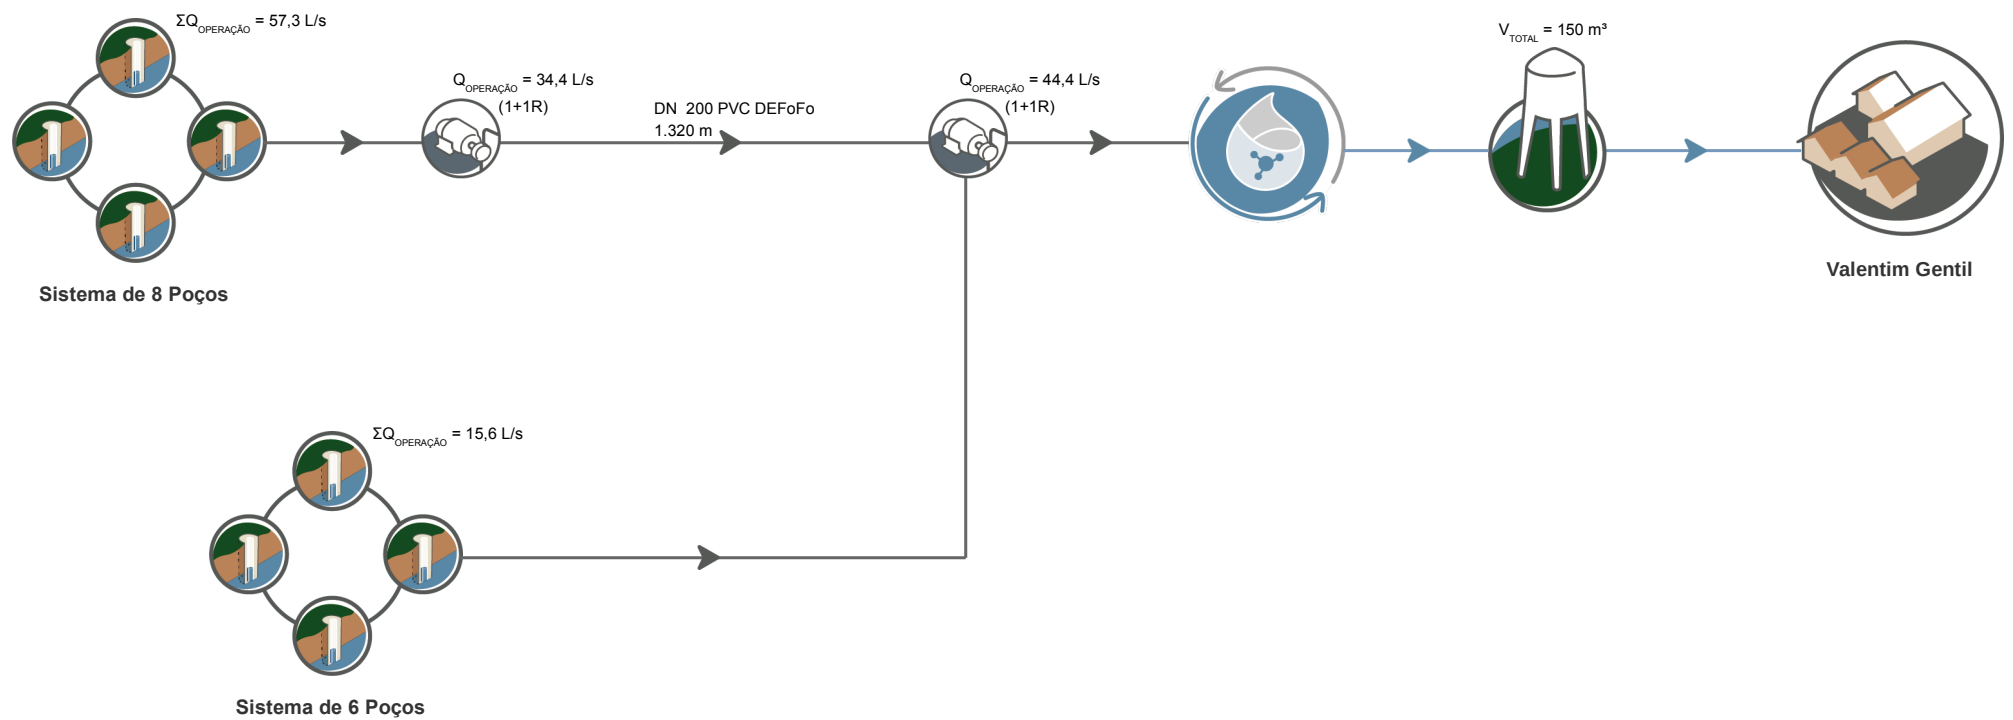 ΣQOPERAÇÃO = 57,3 L/s
QOPERAÇÃO = 34,4 L/s
(1+1R)
DN 200 PVC DEFoFo
1.320 m
QOPERAÇÃO = 44,4 L/s
(1+1R)
VTOTAL = 150 m³
Valentim Gentil
Sistema de 8 Poços
ΣQOPERAÇÃO = 15,6 L/s
Sistema de 6 Poços